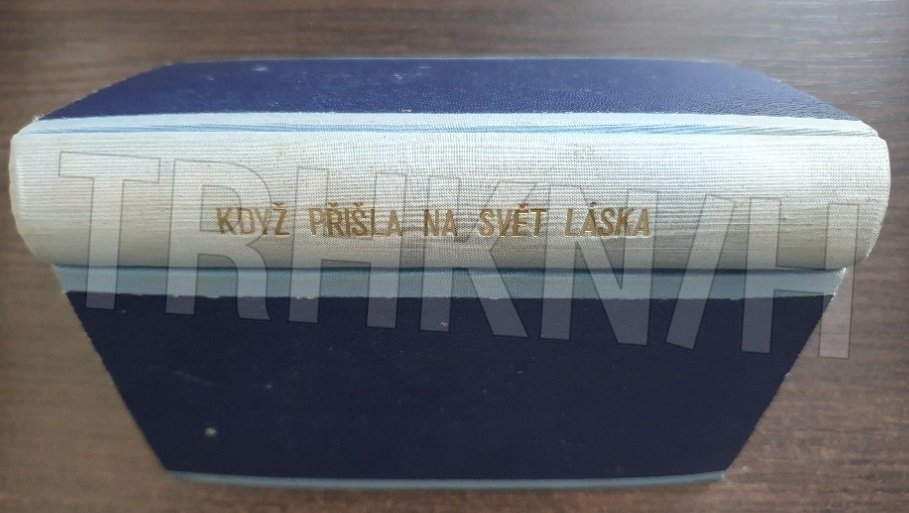 KDYŽ PŘIŠLA NA SVĚT LÁSKA
TRHKNIH